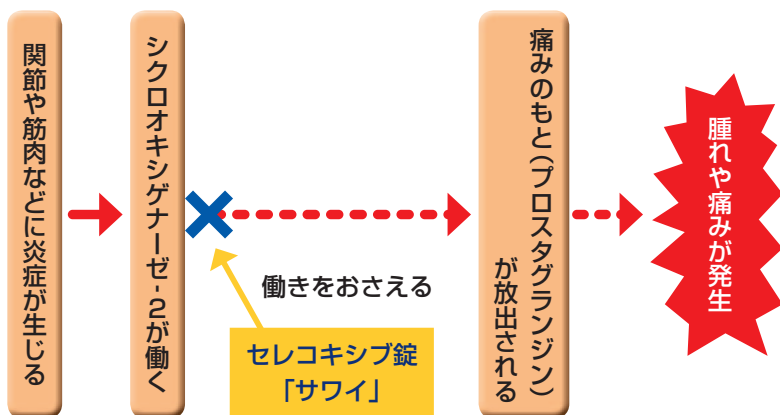 関節や筋肉などに炎症が生じる
シクロオキシゲナーゼ-2が働く
働きをおさえる
セレコキシブ錠
「サワイ」
痛みのもと(プロスタグランジン)
が放出される
腫れや痛みが発生